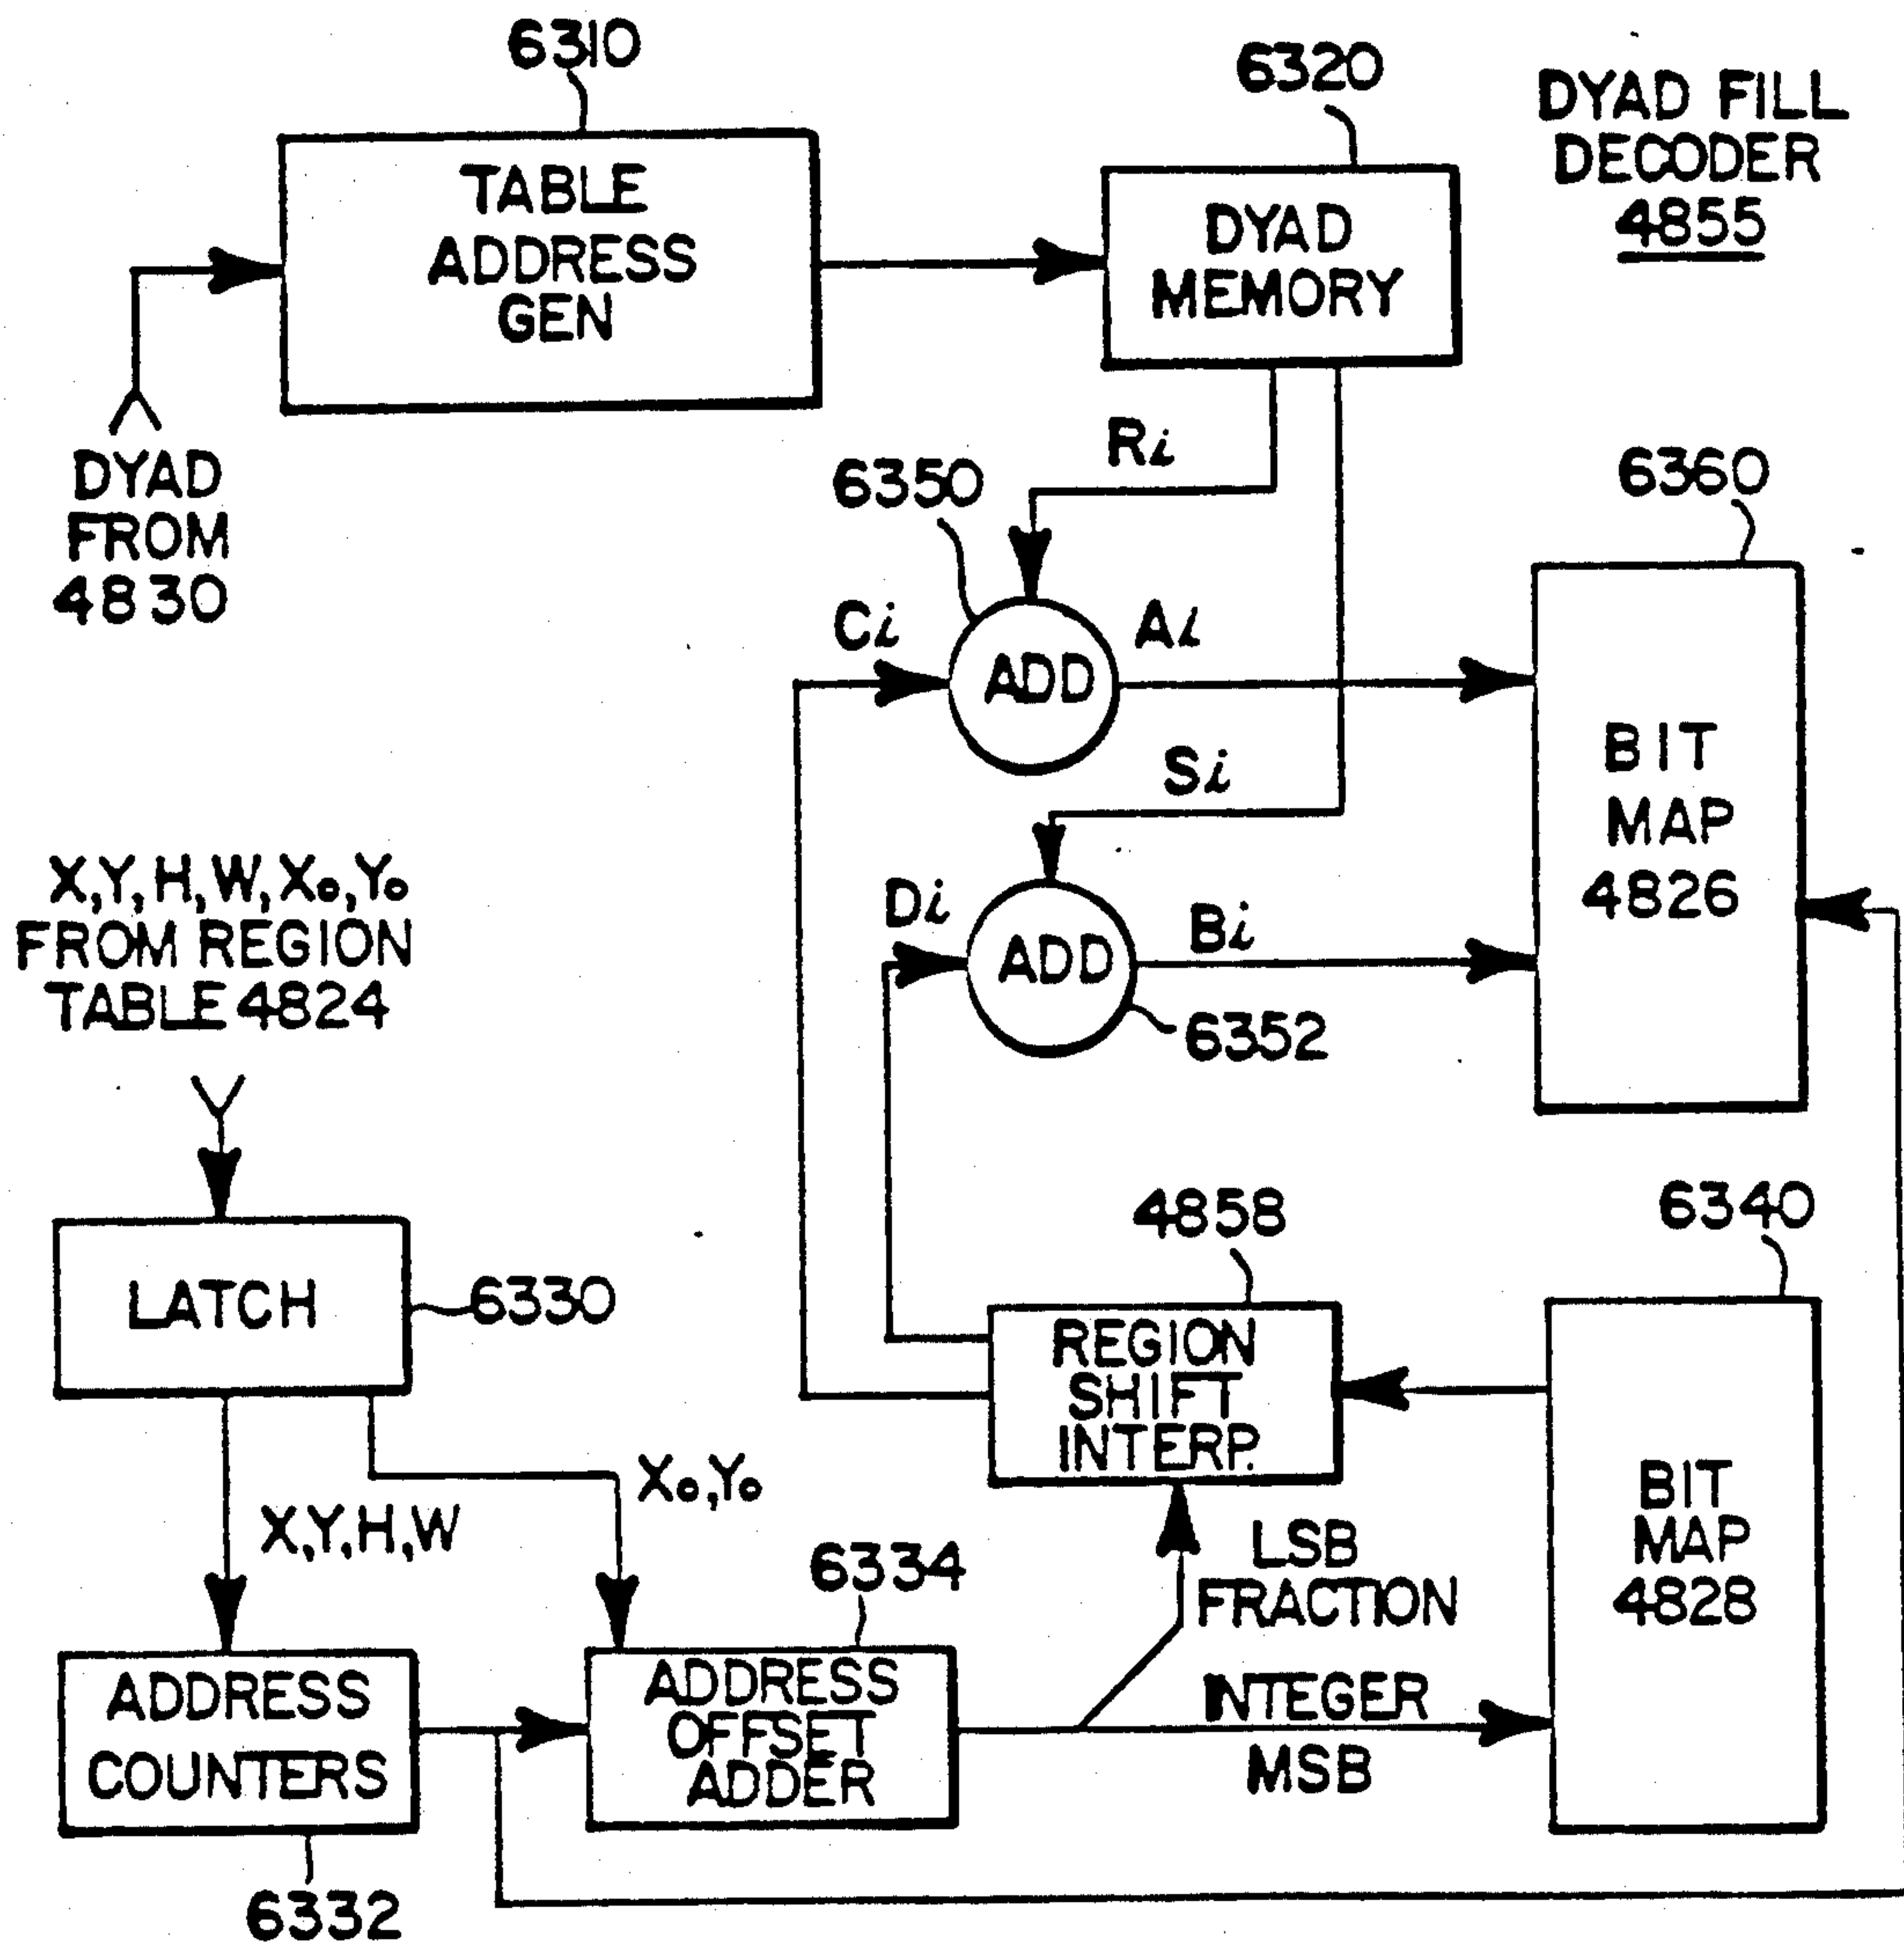 6310
6320
DYAD FILL
DECODER
4855
TABLE
ADDRESS
GEN
DYAD
MEMORY
DYAD
FROM
4830
Ri
6350
6360
Ci
ADD
Ai
Si
BIT
MAP
4826
X,Y,H,W,Xo,Yo
FROM REGION
TABLE 4824
Di
ADD
Bi
6352
4858
6340
LATCH
6330
REGION
SHIFT
INTERP.
Xo,Yo
X,Y,H,W
6334
LSB
FRACTION
BIT
MAP
4828
ADDRESS
COUNTERS
ADDRESS
OFFSET
ADDER
INTEGER
MSB
6332